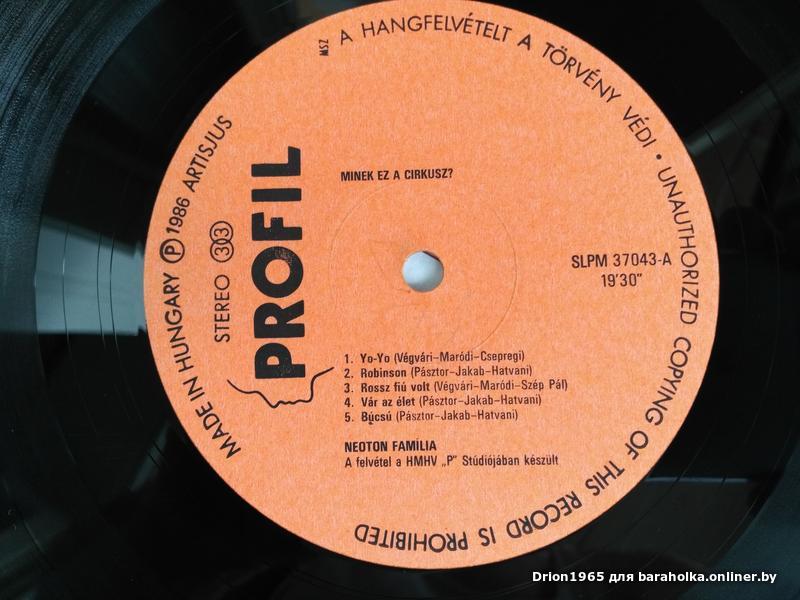 MSZ A HANGFELVÉTELT A TÖRVÉNY VÉDI • UNAUTHORIZED COPYING OF THIS RECORD IS PROHIBITED
MADE IN HUNGARY Ⓟ 1986 ARTISJUS
STEREO 33
PROFIL
MINEK EZ A CIRKUSZ?
SLPM 37043-A
19'30"
1. Yo-Yo (Végvári–Maródi–Csepregi)
2. Robinson (Pásztor–Jakab–Hatvani)
3. Rossz fiú volt (Végvári–Maródi–Szép Pál)
4. Vár az élet (Pásztor–Jakab–Hatvani)
5. Búcsú (Pásztor–Jakab–Hatvani)
NEOTON FAMÍLIA
A felvétel a HMHV „P” Stúdiójában készült
Drion1965 для baraholka.onliner.by